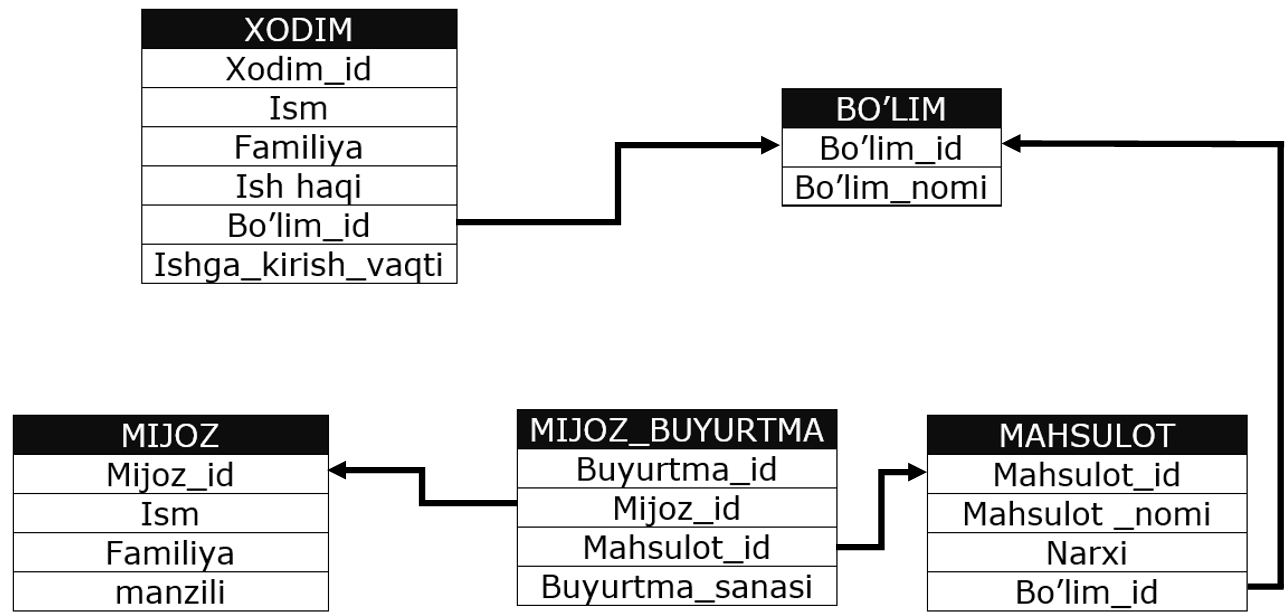 XODIM
Xodim_id
Ism
Familiya
Ish haqi
Bo’lim_id
Ishga_kirish_vaqti
BO’LIM
Bo’lim_id
Bo’lim_nomi
MIJOZ
Mijoz_id
Ism
Familiya
manzili
MIJOZ_BUYURTMA
Buyurtma_id
Mijoz_id
Mahsulot_id
Buyurtma_sanasi
MAHSULOT
Mahsulot_id
Mahsulot _nomi
Narxi
Bo’lim_id